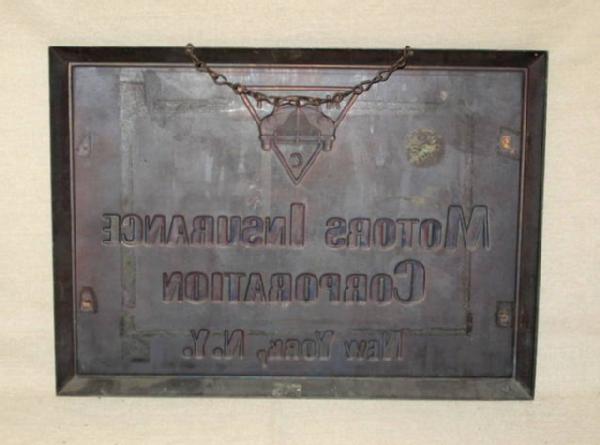 C
MOTORS INSURANCE
CORPORATION
NEW YORK, N.Y.